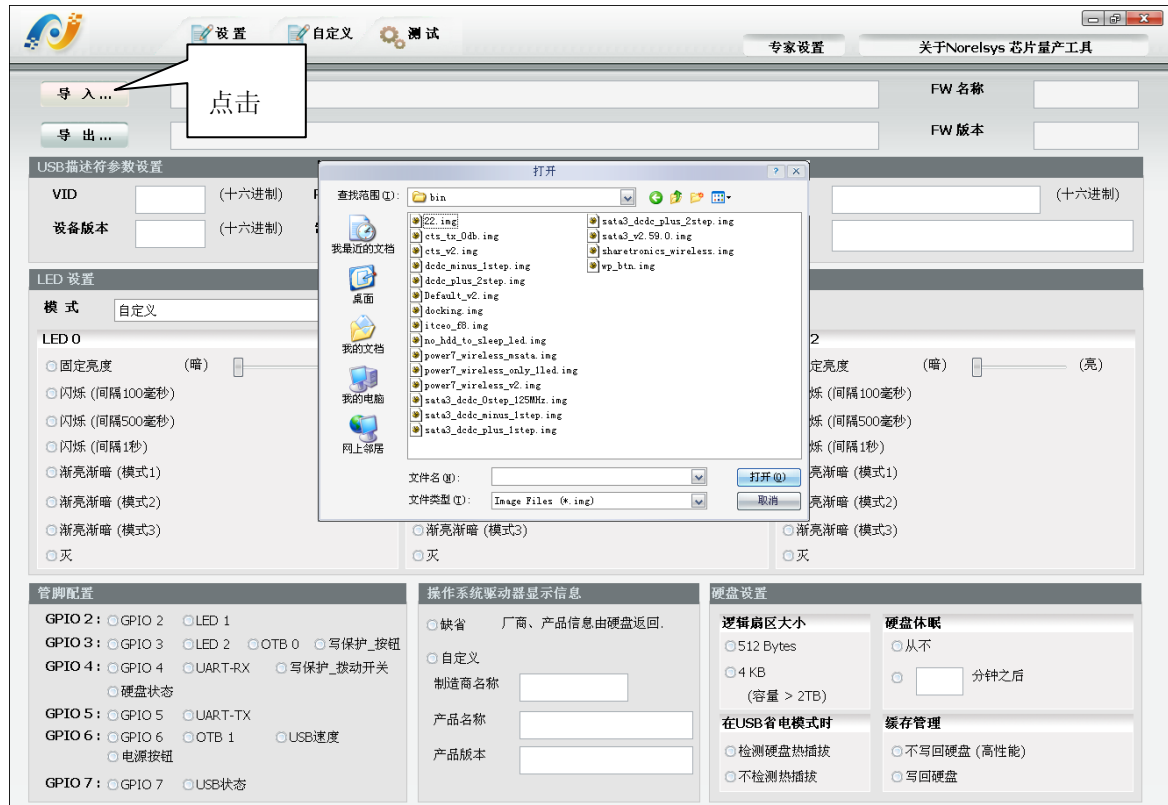 设 置
自定义
测 试
专家设置
关于Norelsys 芯片量产工具
导 入...
点击
FW 名称
导 出...
FW 版本
USB描述符参数设置
VID
(十六进制)
(十六进制)
设备版本
(十六进制)
打开
查找范围(I):
bin
我最近的文档
桌面
我的文档
我的电脑
网上邻居
22.img
cts_tx_0db.img
cts_v2.img
dcdc_minus_1step.img
dcdc_plus_2step.img
Default_v2.img
docking.img
itceo_f8.img
no_hdd_to_sleep_led.img
power7_wireless_msata.img
power7_wireless_only_1led.img
power7_wireless_v2.img
sata3_dcdc_0step_125MHz.img
sata3_dcdc_minus_1step.img
sata3_dcdc_plus_1step.img
sata3_dcdc_plus_2step.img
sata3_v2.59.0.img
sharetronics_wireless.img
wp_btn.img
文件名(N):
打开(O)
文件类型(T):
Image Files (*.img)
取消
LED 设置
模 式
自定义
LED 0
固定亮度
(暗)
闪烁 (间隔100毫秒)
闪烁 (间隔500毫秒)
闪烁 (间隔1秒)
渐亮渐暗 (模式1)
渐亮渐暗 (模式2)
渐亮渐暗 (模式3)
灭
渐亮渐暗 (模式3)
灭
2
定亮度
(暗)
(亮)
烁 (间隔100毫秒)
烁 (间隔500毫秒)
烁 (间隔1秒)
亮渐暗 (模式1)
亮渐暗 (模式2)
渐亮渐暗 (模式3)
灭
管脚配置
GPIO 2: GPIO 2 LED 1
GPIO 3: GPIO 3 LED 2 OTB 0 写保护_按钮
GPIO 4: GPIO 4 UART-RX 写保护_拨动开关
硬盘状态
GPIO 5: GPIO 5 UART-TX
GPIO 6: GPIO 6 OTB 1 USB速度
电源按钮
GPIO 7: GPIO 7 USB状态
操作系统驱动器显示信息
缺省 厂商、产品信息由硬盘返回.
自定义
制造商名称
产品名称
产品版本
硬盘设置
逻辑扇区大小
512 Bytes
4 KB
(容量 > 2TB)
硬盘休眠
从不
分钟之后
在USB省电模式时
检测硬盘热插拔
不检测热插拔
缓存管理
不写回硬盘 (高性能)
写回硬盘